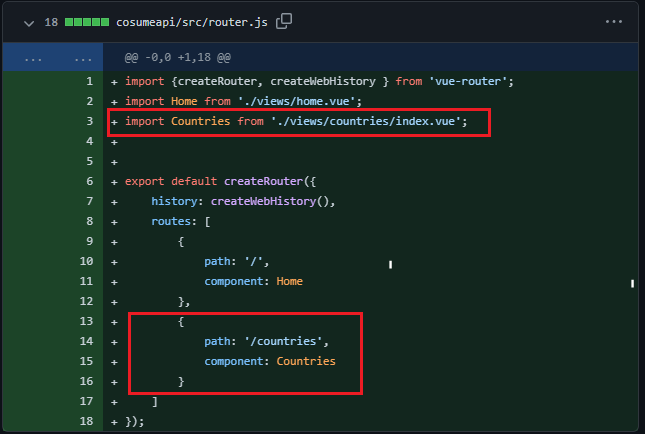 18 cosumeapi/src/router.js ...
... ... @@ -0,0 +1,18 @@
1 + import {createRouter, createWebHistory } from 'vue-router';
2 + import Home from './views/home.vue';
3 + import Countries from './views/countries/index.vue';
4 +
5 +
6 + export default createRouter({
7 +     history: createWebHistory(),
8 +     routes: [
9 +         {
10 +             path: '/',
11 +             component: Home
12 +         },
13 +         {
14 +             path: '/countries',
15 +             component: Countries
16 +         }
17 +     ]
18 + });